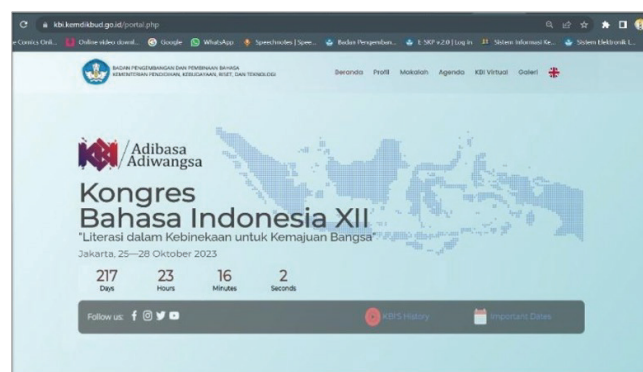 kbi.kemdikbud.go.id/portal.php
e Comics Onli...
Online video downl...
Google
WhatsApp
Speechnotes | Spee...
Badan Pengemban...
E SKP v2.0 | Log in
Sistem Informasi Ke...
Sistem Elektronik L...
BADAN PENGEMBANGAN DAN PEMBINAAN BAHASA
KEMENTERIAN PENDIDIKAN, KEBUDAYAAN, RISET, DAN TEKNOLOGI
Beranda Profil Makalah Agenda KBI Virtual Galeri
KBI
Adibasa
Adiwangsa
Kongres
Bahasa Indonesia XII
"Literasi dalam Kebinekaan untuk Kemajuan Bangsa"
Jakarta, 25—28 Oktober 2023
217 23 16 2
Days Hours Minutes Seconds
Follow us:
KBI'S History
Important Dates